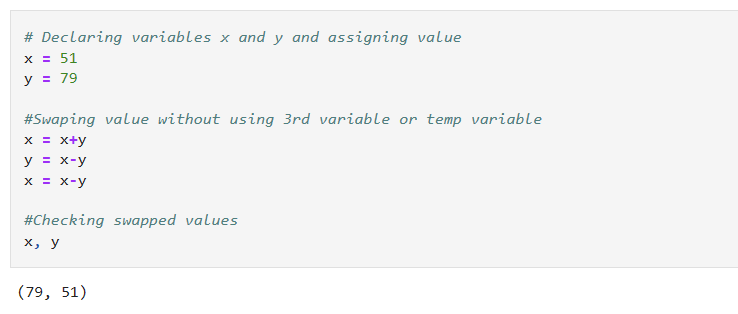 # Declaring variables x and y and assigning value
x = 51
y = 79
#Swaping value without using 3rd variable or temp variable
x = x+y
y = x-y
x = x-y
#Checking swapped values
x, y
(79, 51)